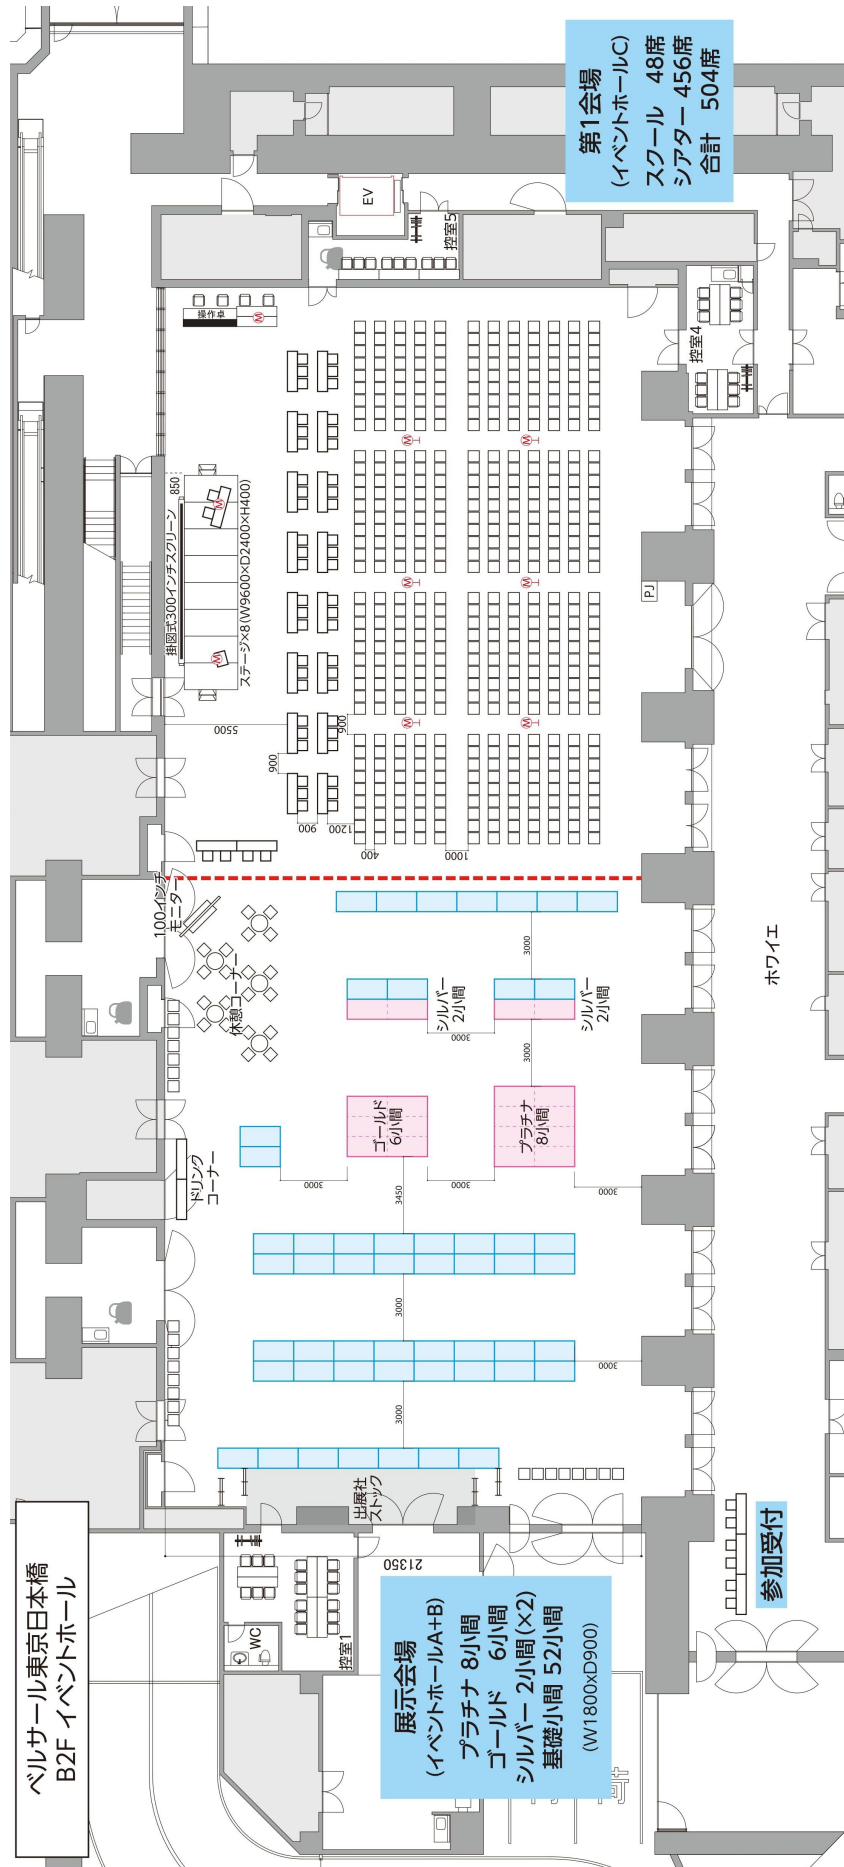 ベルサール東京日本橋
B2F イベントホール
第1会場
(イベントホールC)
スクール 48席
シアター 456席
合計 504席
展示会場
(イベントホールA+B)
プラチナ 8小間
ゴールド 6小間
シルバー 2小間(×2)
基礎小間 52小間
(W1800xD900)
参加受付
ホワイエ
EV
控室5
控室4
操作卓
M
850
掛図式300インチスクリーン
M
M
ステージ×8(W9600×D2400×H400)
5500
900
900
900
1200
400
1000
M
M
M
M
M
M
PJ
100インチ
モニター
休憩コーナー
シルバー
2小間
シルバー
2小間
3000
3000
3000
ゴールド
6小間
プラチナ
8小間
ドリンク
コーナー
3000
3450
3000
3000
3000
3000
3000
出展社
ストック
21350
WC
控室1